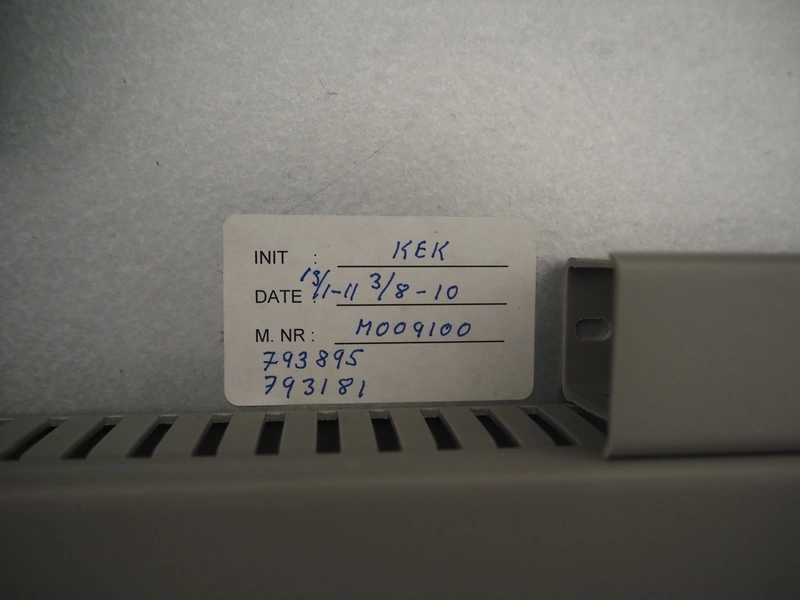 INIT : KEK
DATE : 13/1-11 3/8-10
M. NR : M009100
793895
793181